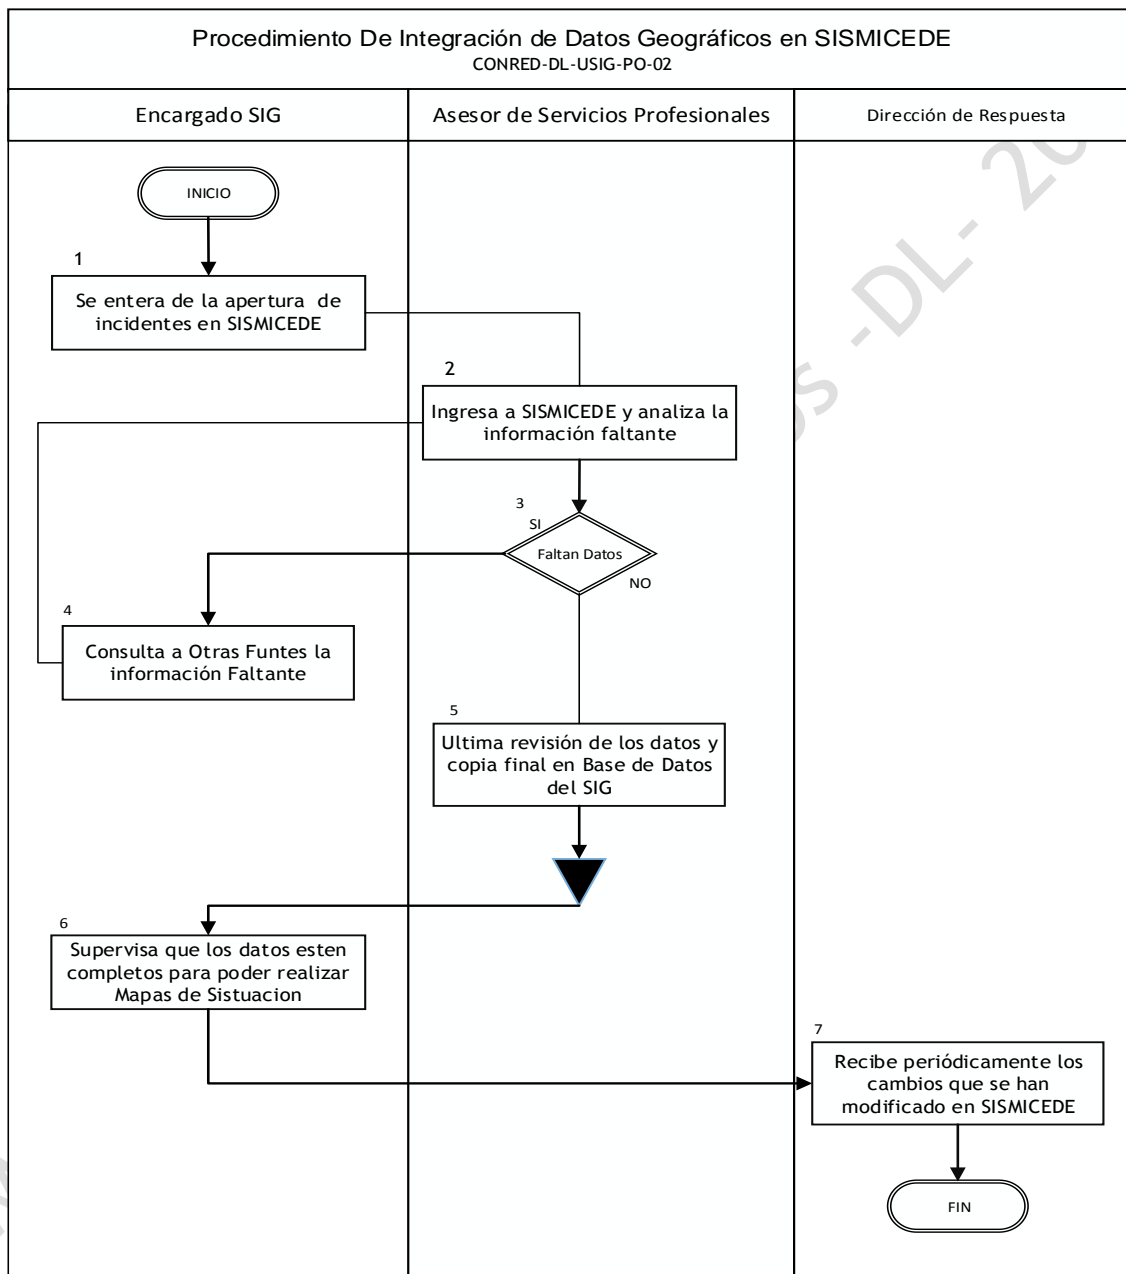 Procedimiento De Integración de Datos Geográficos en SISMICEDE
CONRED-DL-USIG-PO-02
Encargado SIG
Asesor de Servicios Profesionales
Dirección de Respuesta
INICIO
1
Se entera de la apertura de
incidentes en SISMICEDE
2
Ingresa a SISMICEDE y analiza la
información faltante
3
SI
Faltan Datos
NO
4
Consulta a Otras Funtes la
información Faltante
5
Ultima revisión de los datos y
copia final en Base de Datos
del SIG
6
Supervisa que los datos esten
completos para poder realizar
Mapas de Sistuacion
7
Recibe periódicamente los
cambios que se han
modificado en SISMICEDE
FIN
-DL-